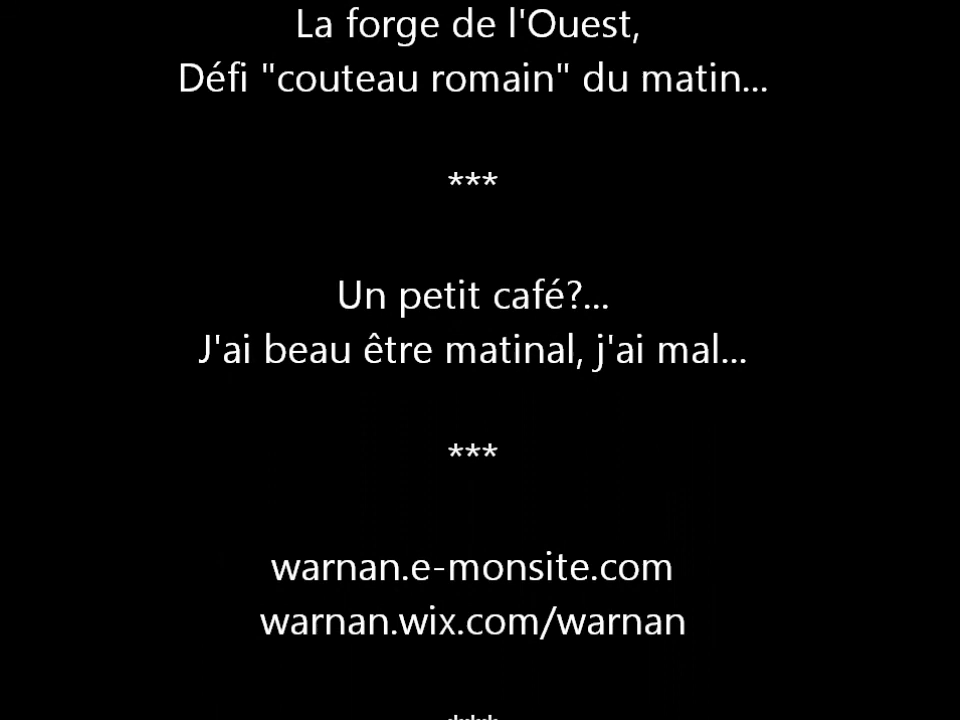 La forge de l'Ouest,
Défi "couteau romain" du matin...
***
Un petit café?...
J'ai beau être matinal, j'ai mal...
***
warnan.e-monsite.com
warnan.wix.com/warnan
***